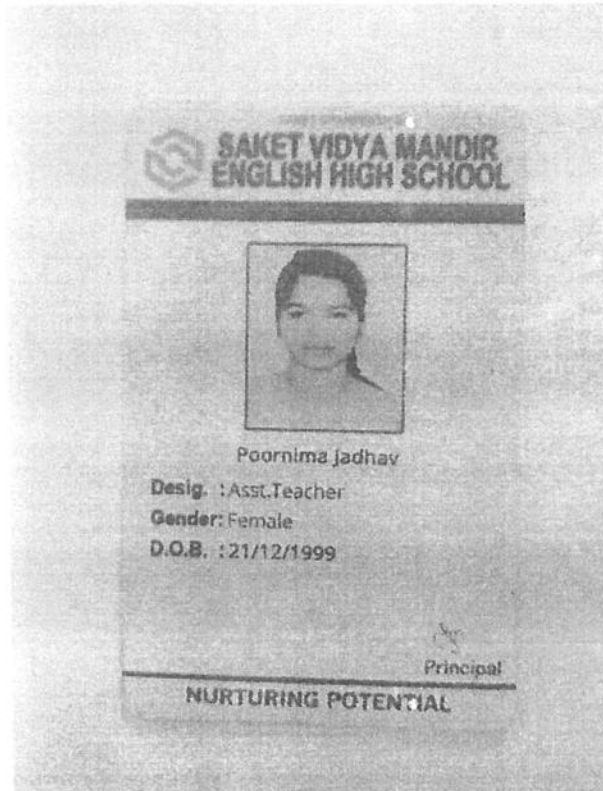 SAKET VIDYA MANDIR
ENGLISH HIGH SCHOOL
Poornima Jadhav
Desig. : Asst.Teacher
Gender: Female
D.O.B. : 21/12/1999
Principal
NURTURING POTENTIAL